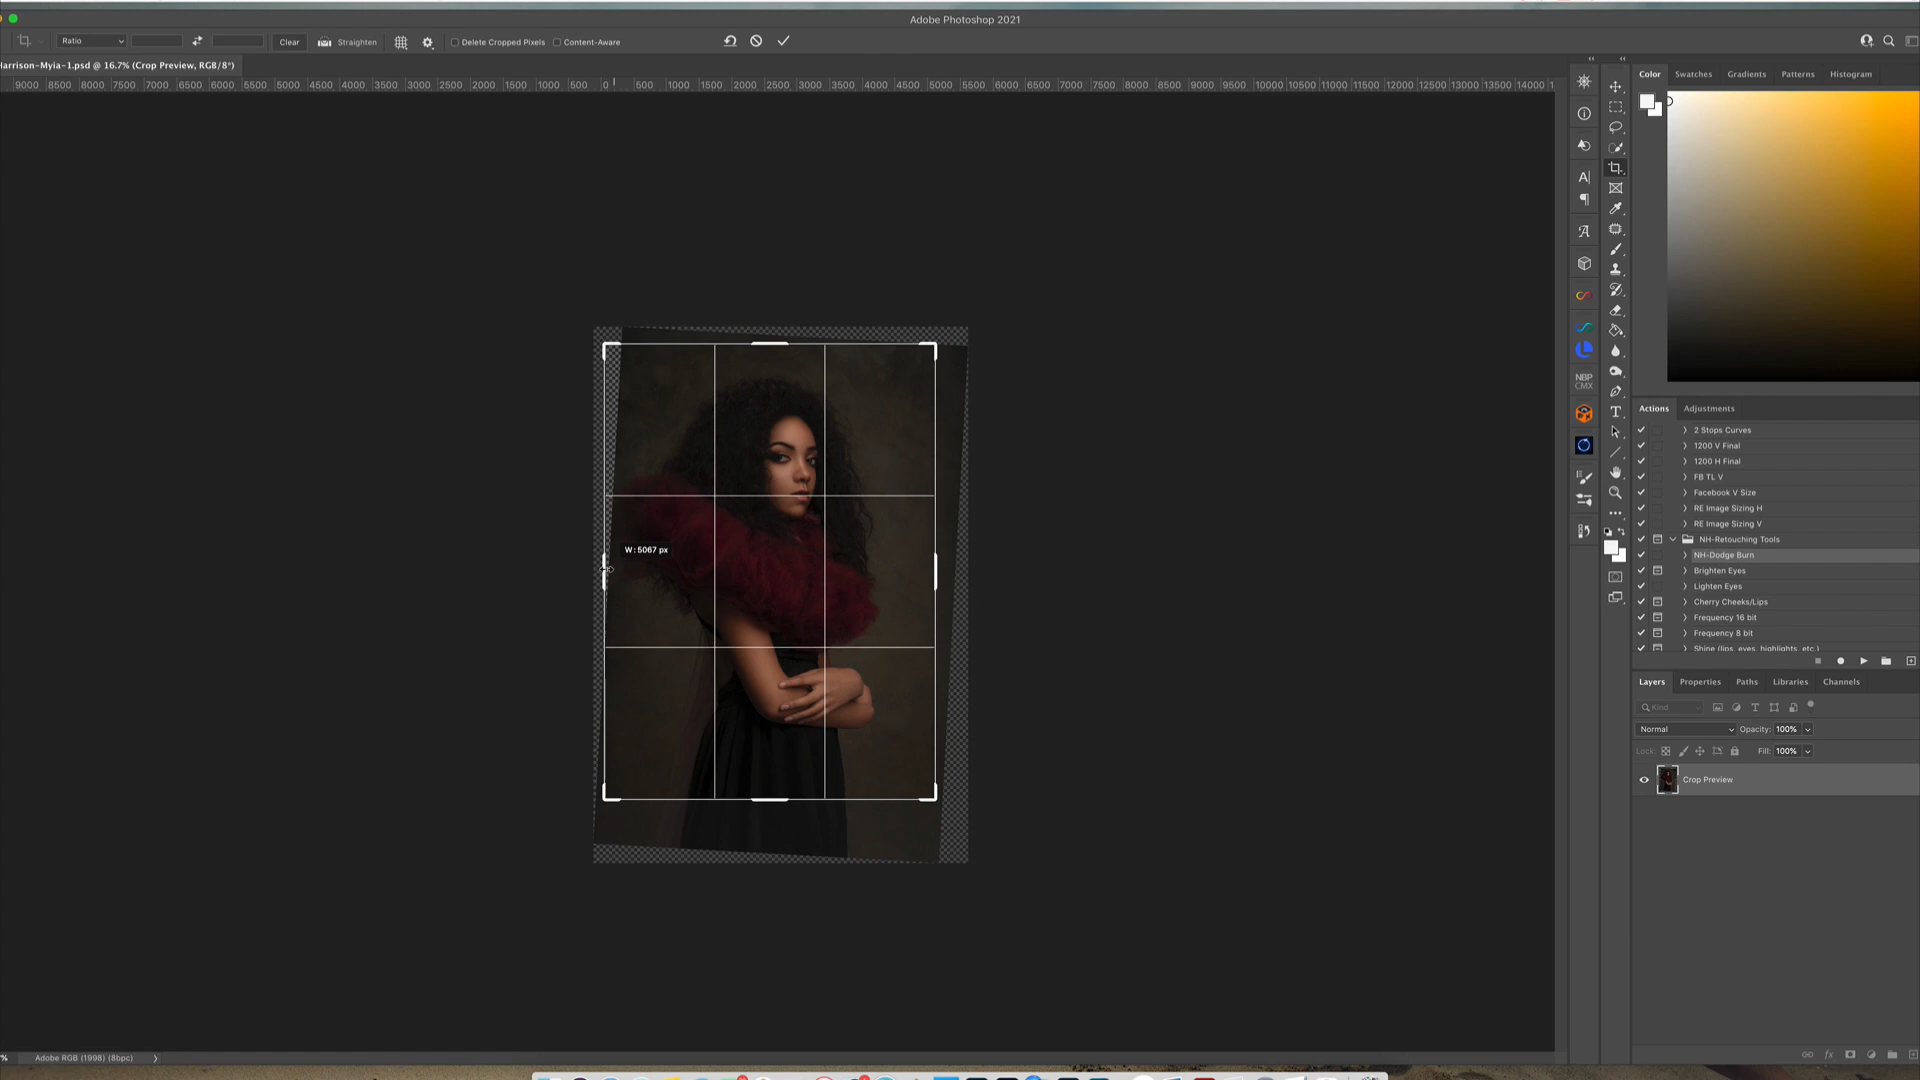 Adobe Photoshop 2021
Ratio Clear Straighten Delete Cropped Pixels Content-Aware
Harrison-Myia-1.psd @ 16.7% (Crop Preview, RGB/8*)
9000 8500 8000 7500 7000 6500 6000 5500 5000 4500 4000 3500 3000 2500 2000 1500 1000 500 0 500 1000 1500 2000 2500 3000 3500 4000 4500 5000 5500 6000 6500 7000 7500 8000 8500 9000 9500 10000 10500 11000 11500 12000 12500 13000 13500 14000 1
Color Swatches Gradients Patterns Histogram
W : 5067 px
NBP
CMX
Actions Adjustments
2 Stops Curves
1200 V Final
1200 H Final
FB TL V
Facebook V Size
RE Image Sizing H
RE Image Sizing V
NH-Retouching Tools
NH-Dodge Burn
Brighten Eyes
Lighten Eyes
Cherry Cheeks/Lips
Frequency 16 bit
Frequency 8 bit
Shine (lips, eyes, highlights, etc.)
Layers Properties Paths Libraries Channels
Kind
Normal Opacity: 100%
Lock: Fill: 100%
Crop Preview
% Adobe RGB (1998) (8bpc)